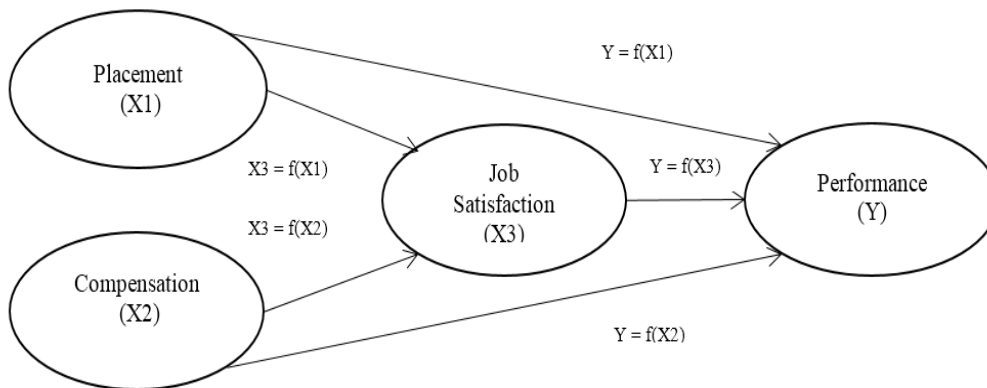 Y = f(X1)
Placement
(X1)
X3 = f(X1)
Job
Satisfaction
(X3)
Y = f(X3)
Performance
(Y)
X3 = f(X2)
Compensation
(X2)
Y = f(X2)